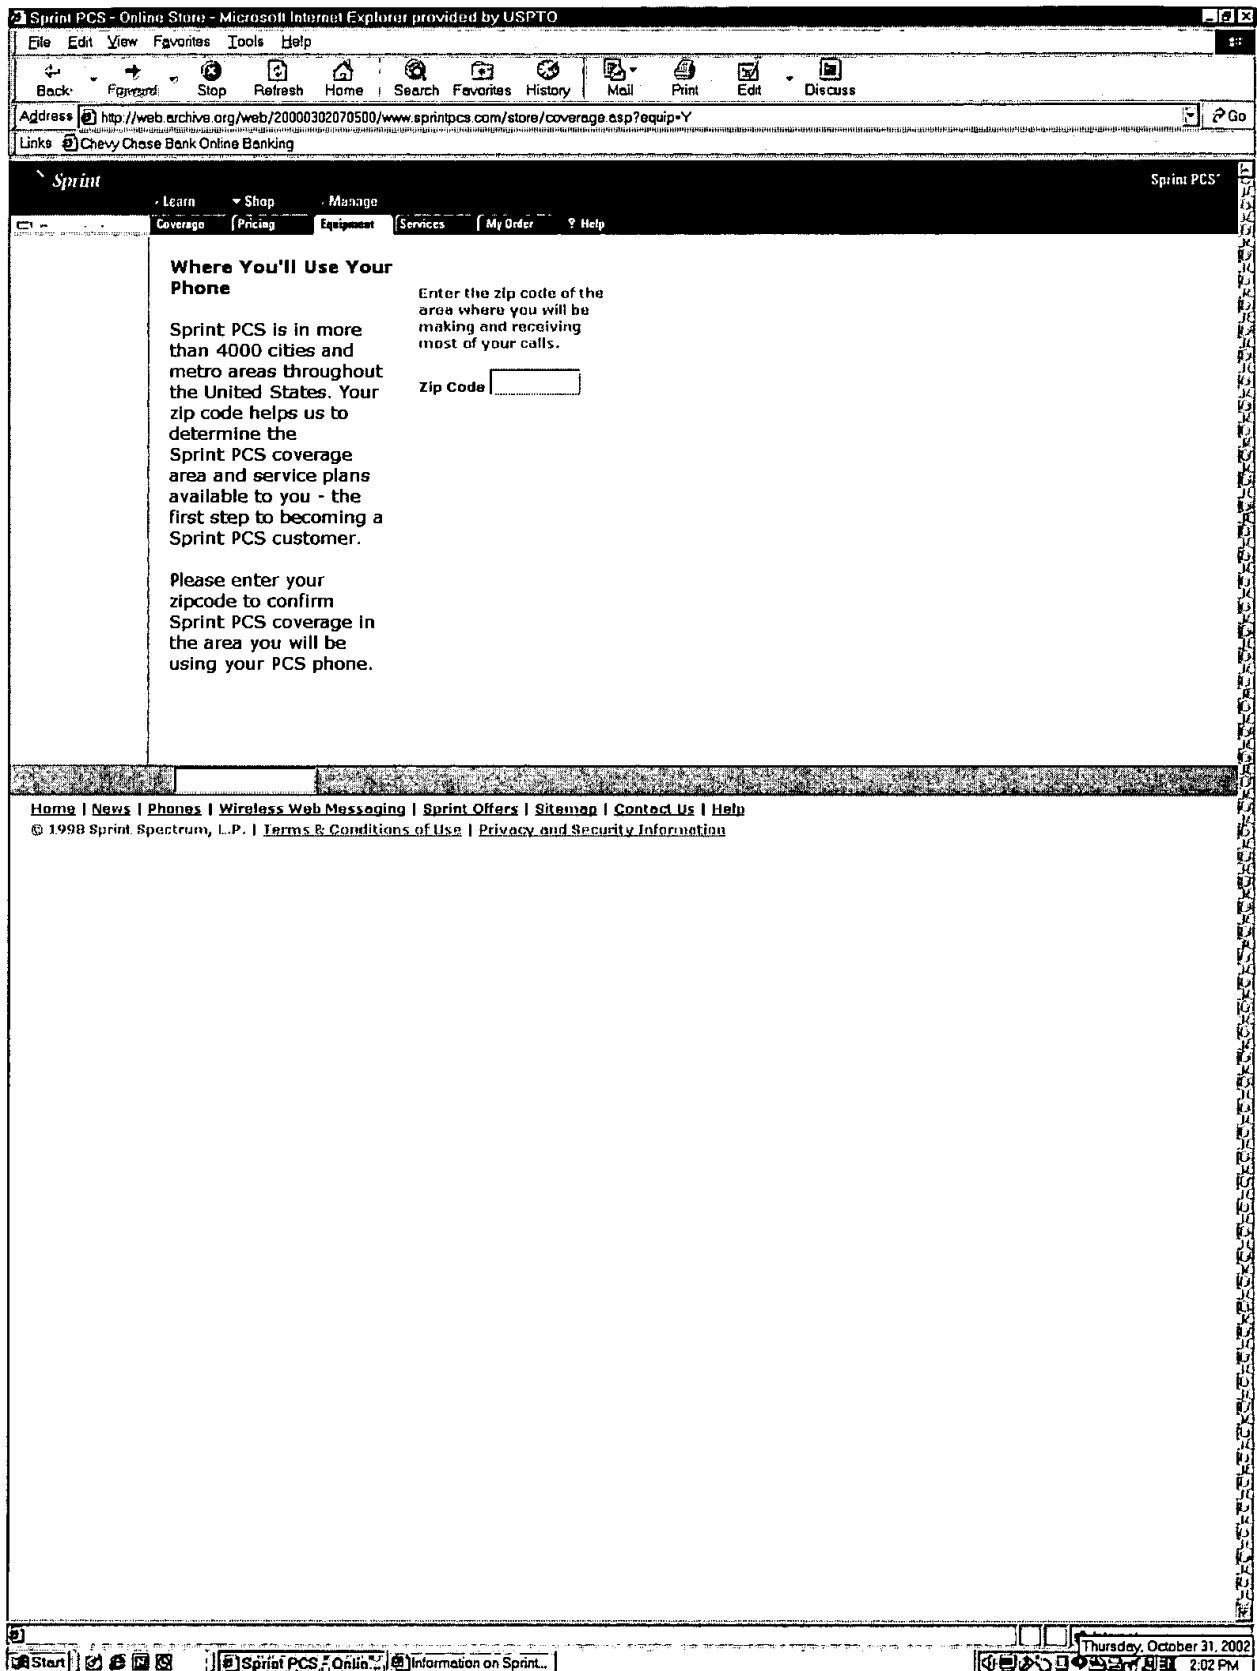 Sprint PCS - Online Store - Microsoft Internet Explorer provided by USPTO
File Edit View Favorites Tools Help
Back Forward Stop Refresh Home Search Favorites History Mail Print Edit Discuss
Address http://web.archive.org/web/20000302070500/www.sprintpcs.com/store/coverage.asp?equip=Y Go
Links Chevy Chase Bank Online Banking
Sprint Sprint PCS
Learn Shop Manage
Coverage Pricing Equipment Services My Order ? Help
Where You'll Use Your
Phone
Sprint PCS is in more
than 4000 cities and
metro areas throughout
the United States. Your
zip code helps us to
determine the
Sprint PCS coverage
area and service plans
available to you - the
first step to becoming a
Sprint PCS customer.
Please enter your
zipcode to confirm
Sprint PCS coverage in
the area you will be
using your PCS phone.
Enter the zip code of the
area where you will be
making and receiving
most of your calls.
Zip Code
Home | News | Phones | Wireless Web Messaging | Sprint Offers | Sitemap | Contact Us | Help
© 1998 Sprint Spectrum, L.P. | Terms & Conditions of Use | Privacy and Security Information
Thursday, October 31, 2002
Start Sprint PCS - Onlin... Information on Sprint... 2:02 PM